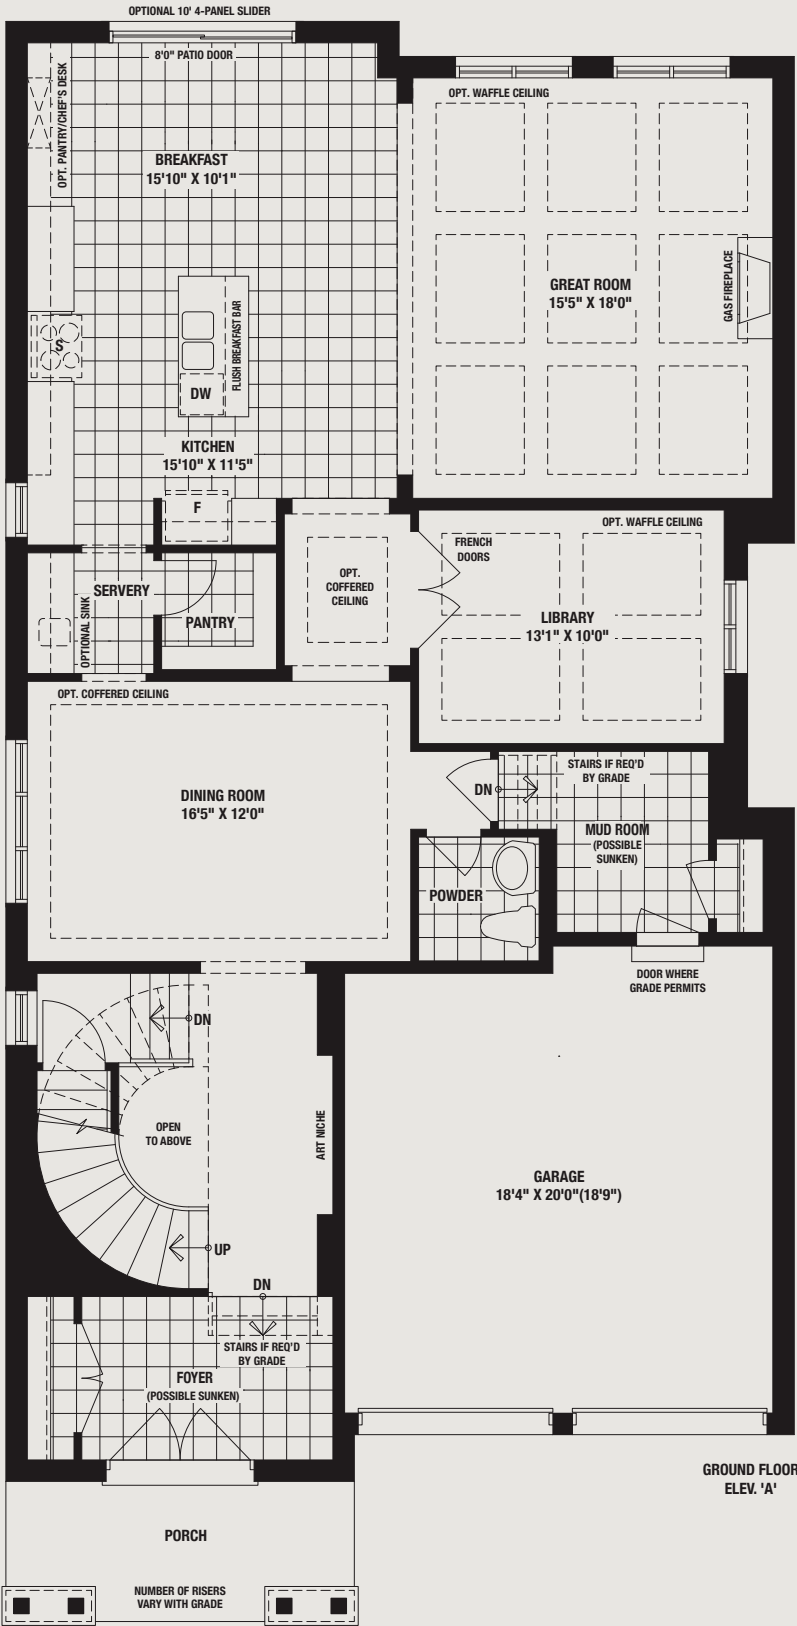 OPTIONAL 10' 4-PANEL SLIDER
8'0" PATIO DOOR
OPT. PANTRY/CHEF'S DESK
BREAKFAST
15'10" X 10'1"
OPT. WAFFLE CEILING
GREAT ROOM
15'5" X 18'0"
GAS FIREPLACE
S
FLUSH BREAKFAST BAR
DW
KITCHEN
15'10" X 11'5"
F
OPT. WAFFLE CEILING
FRENCH
DOORS
OPT.
COFFERED
CEILING
SERVERY
PANTRY
OPTIONAL SINK
LIBRARY
13'1" X 10'0"
OPT. COFFERED CEILING
DINING ROOM
16'5" X 12'0"
STAIRS IF REQ'D
BY GRADE
DN
MUD ROOM
(POSSIBLE
SUNKEN)
POWDER
DOOR WHERE
GRADE PERMITS
DN
OPEN
TO ABOVE
ART NICHE
GARAGE
18'4" X 20'0"(18'9")
UP
DN
STAIRS IF REQ'D
BY GRADE
FOYER
(POSSIBLE SUNKEN)
GROUND FLOOR
ELEV. 'A'
PORCH
NUMBER OF RISERS
VARY WITH GRADE